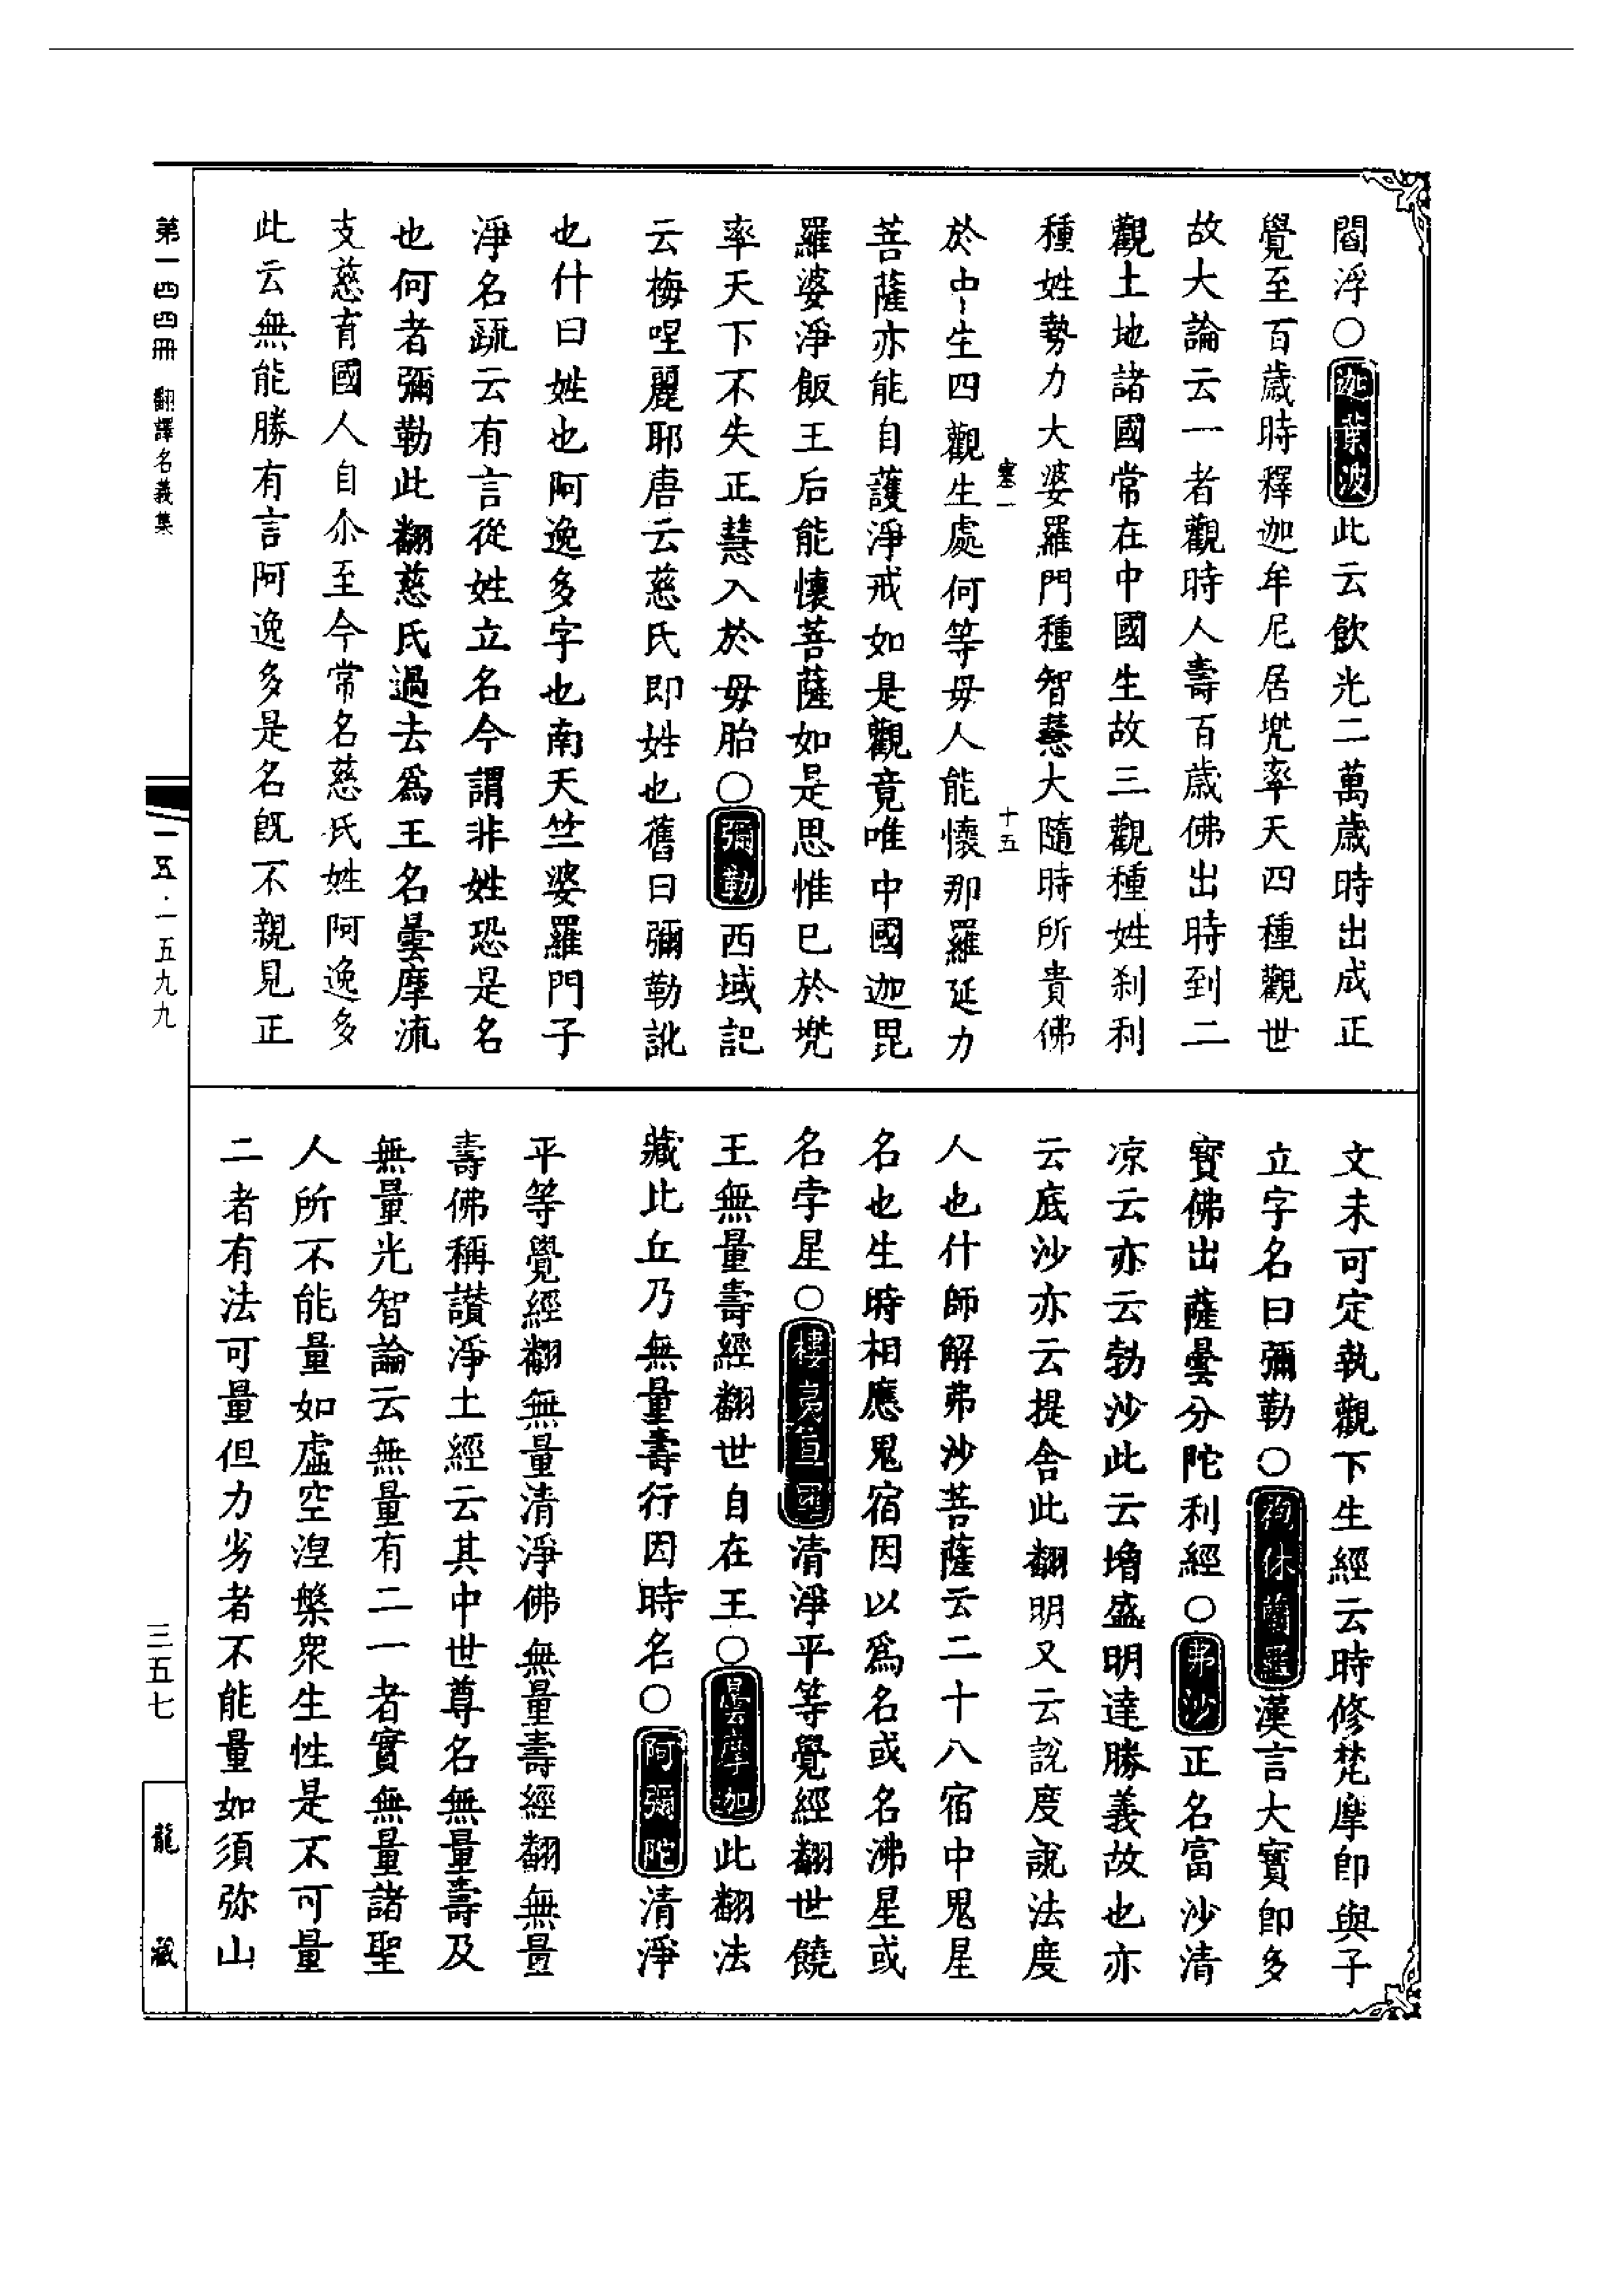 閻浮○迦葉波此云飲光二萬歲時出成正
覺至百歲時釋迦牟尼居兠率天四種觀世
故大論云一者觀時人壽百歲佛出時到二
觀土地諸國常在中國生故三觀種姓剎利
種姓勢力大婆羅門種智慧大隨時所貴佛
塞一 十五
於中生四觀生處何等母人能懷那羅延力
菩薩亦能自護淨戒如是觀竟唯中國迦毘
羅婆淨飯王后能懷菩薩如是思惟已於兠
率天下不失正慧入於母胎○彌勒西域記
云梅呾麗耶唐云慈氏即姓也舊曰彌勒訛
也什曰姓也阿逸多字也南天竺婆羅門子
淨名疏云有言從姓立名今謂非姓恐是名
也何者彌勒此翻慈氏過去為王名曇摩流
支慈育國人自尒至今常名慈氏姓阿逸多
此云無能勝有言阿逸多是名旣不親見正
文未可定執觀下生經云時修梵摩即與子
立字名曰彌勒○狗休蘭羅漢言大寶即多
寶佛出薩曇分陀利經○弗沙正名富沙清
涼云亦云勃沙此云增盛明達勝義故也亦
云底沙亦云提舍此翻明又云說度說法度
人也什師解弗沙菩薩云二十八宿中鬼星
名也生時相應鬼宿因以為名或名沸星或
名孛星○樓夷亘羅清淨平等覺經翻世饒
王無量壽經翻世自在王○曇摩迦此翻法
藏比丘乃無量壽行因時名○阿彌陀清淨
平等覺經翻無量清淨佛無量壽經翻無量
壽佛稱讚淨土經云其中世尊名無量壽及
無量光智論云無量有二一者實無量諸聖
人所不能量如虛空涅槃眾生性是不可量
二者有法可量但力劣者不能量如須弥山
第一四四冊 翻譯名義集
一五·一五九九
三五七
龍藏